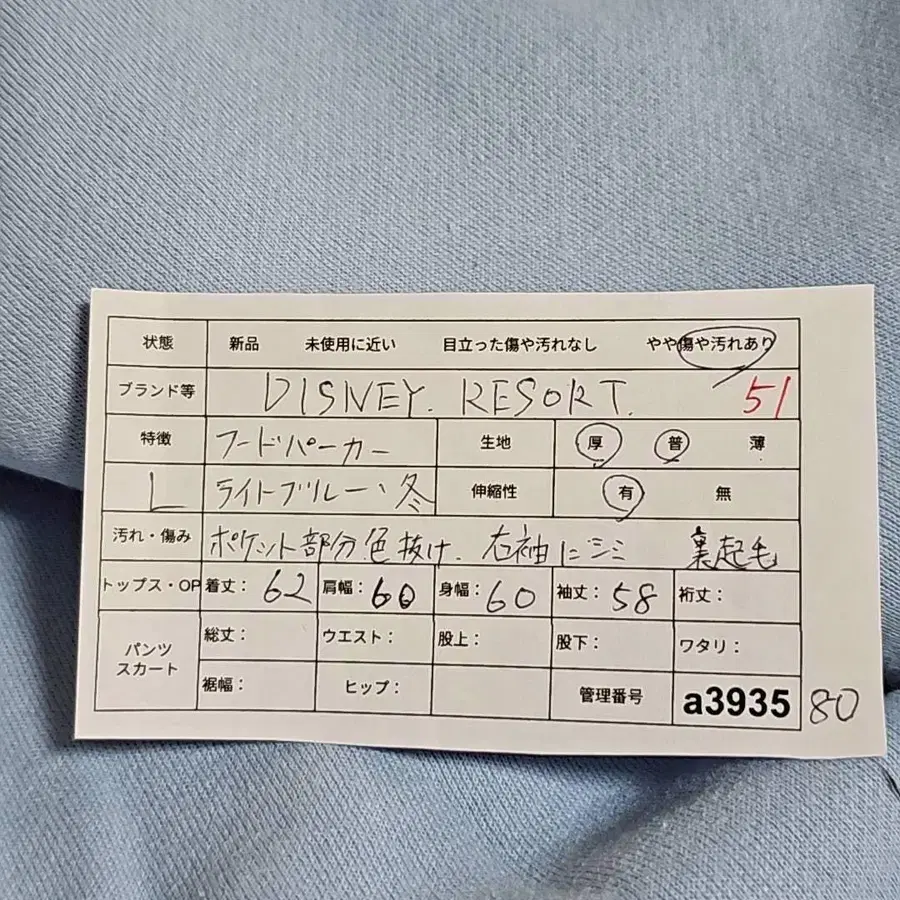 状態 新品 未使用に近い 目立った傷や汚れなし やや傷や汚れあり
ブランド等 DISNEY. RESORT. 51
特徴 フードパーカー 生地 厚 普 薄
L ライトブルー、冬 伸縮性 有 無
汚れ・傷み ポケット部分色抜け. 右袖にシミ 裏起毛
トップス・OP 着丈: 62 肩幅: 60 身幅: 60 袖丈: 58 裄丈:
パンツ スカート 総丈: ウエスト: 股上: 股下: ワタリ:
裾幅: ヒップ: 管理番号 a3935 80